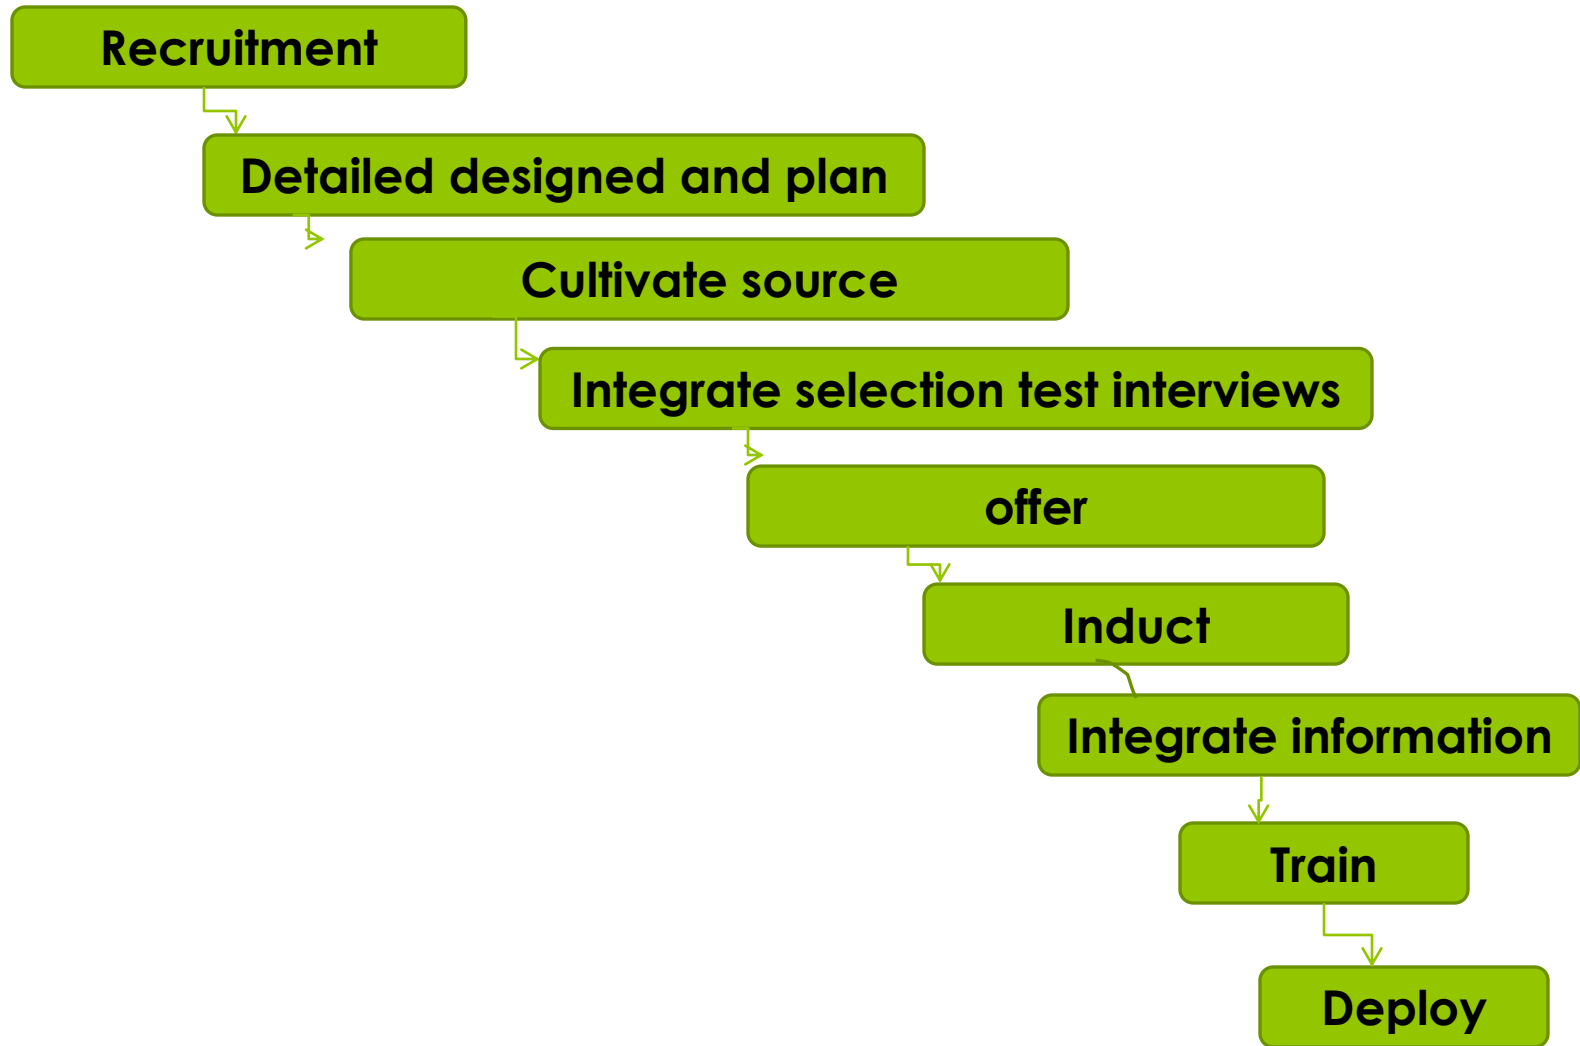 Recruitment
Detailed designed and plan
Cultivate source
Integrate selection test interviews
offer
Induct
Integrate information
Train
Deploy